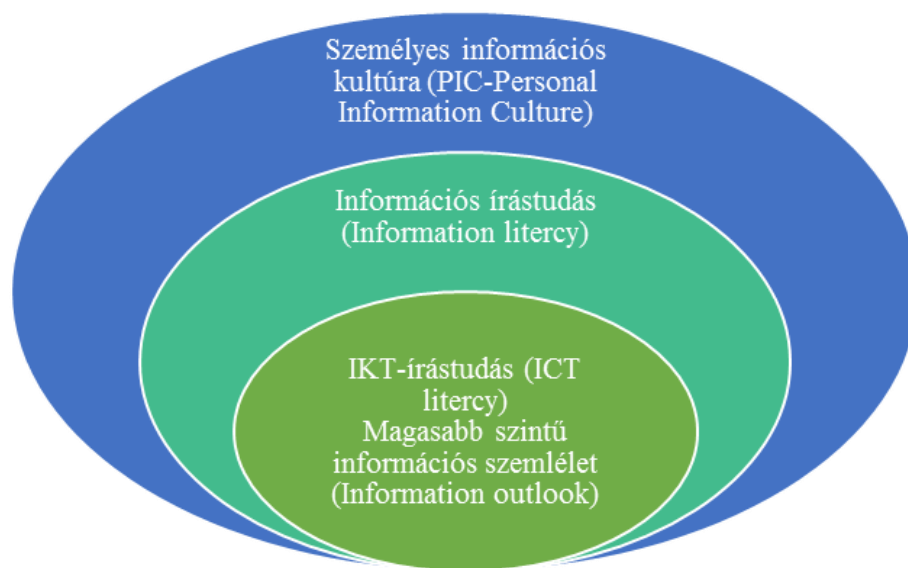 Személyes információs
kultúra (PIC-Personal
Information Culture)
Információs írástudás
(Information litercy)
IKT-írástudás (ICT
litercy)
Magasabb szintű
információs szemlélet
(Information outlook)